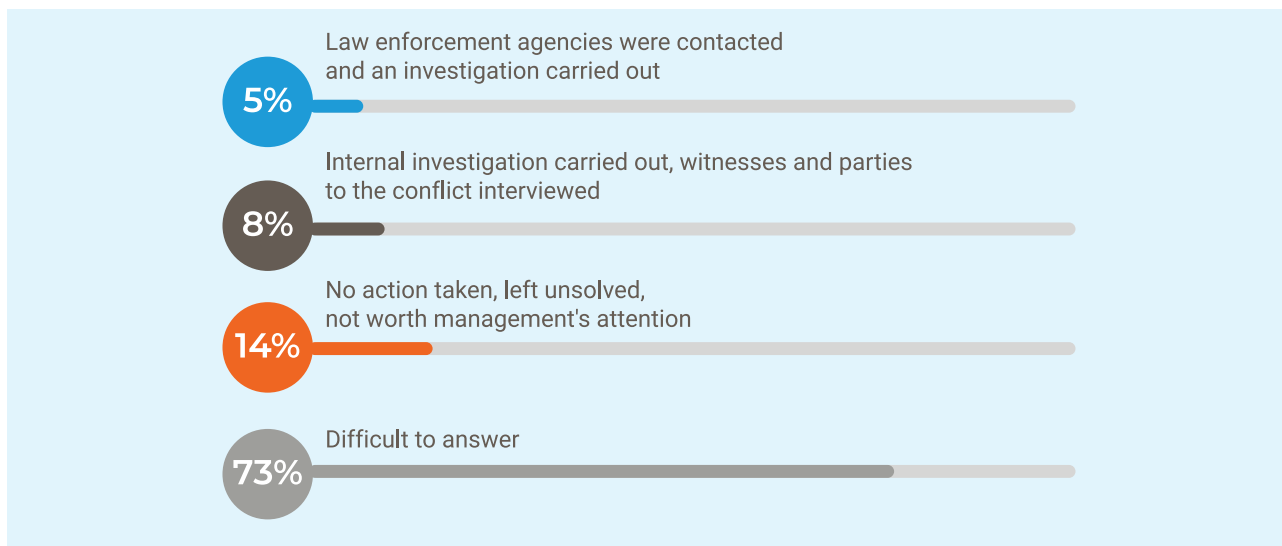 Law enforcement agencies were contacted
and an investigation carried out
5%
Internal investigation carried out, witnesses and parties
to the conflict interviewed
8%
No action taken, left unsolved,
not worth management's attention
14%
Difficult to answer
73%